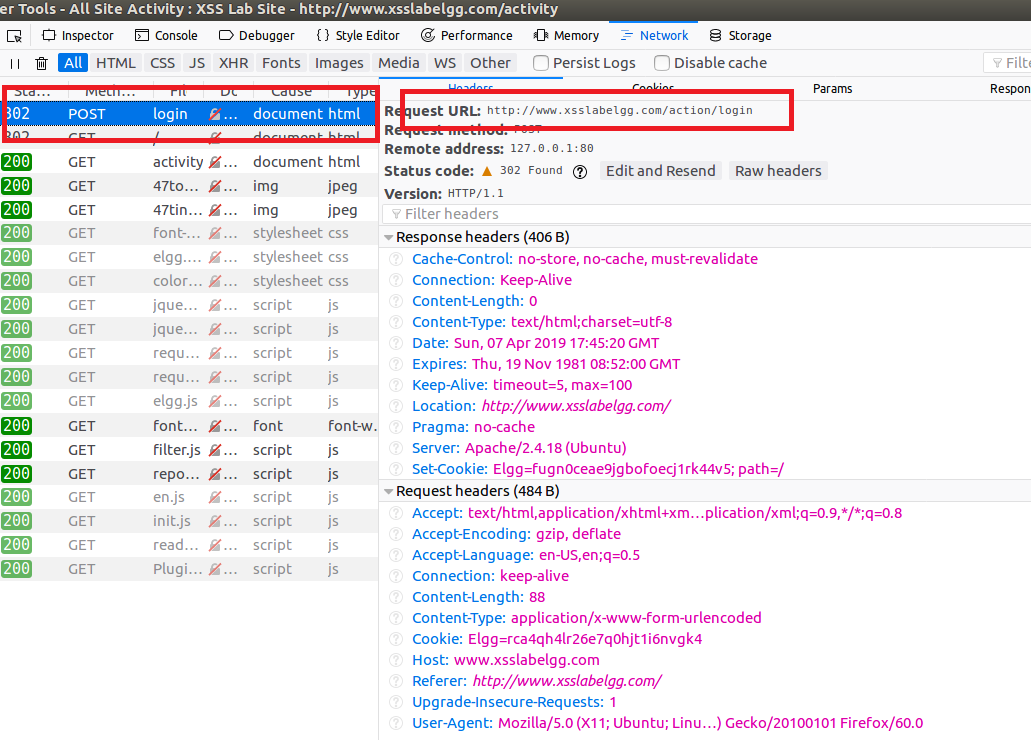 er Tools - All Site Activity : XSS Lab Site - http://www.xsslabelgg.com/activity
Inspector Console Debugger {} Style Editor Performance Memory Network Storage
All HTML CSS JS XHR Fonts Images Media WS Other Persist Logs Disable cache Filte
Sta... Meth... Fil Do Cause Type Headers Cookies Params Respon
302 POST login ... document html
302 GET / ... document html
200 GET activity ... document html
200 GET 47to... ... img jpeg
200 GET 47tin... ... img jpeg
200 GET font-... ... stylesheet css
200 GET elgg.... ... stylesheet css
200 GET color... ... stylesheet css
200 GET jque... ... script js
200 GET jque... ... script js
200 GET requ... ... script js
200 GET requ... ... script js
200 GET elgg.js ... script js
200 GET font... ... font font-w...
200 GET filter.js ... script js
200 GET repo... ... script js
200 GET en.js ... script js
200 GET init.js ... script js
200 GET read... ... script js
200 GET Plugi... ... script js
Request URL: http://www.xsslabelgg.com/action/login
Request method: POST
Remote address: 127.0.0.1:80
Status code: 302 Found ? Edit and Resend Raw headers
Version: HTTP/1.1
Filter headers
Response headers (406 B)
Cache-Control: no-store, no-cache, must-revalidate
Connection: Keep-Alive
Content-Length: 0
Content-Type: text/html;charset=utf-8
Date: Sun, 07 Apr 2019 17:45:20 GMT
Expires: Thu, 19 Nov 1981 08:52:00 GMT
Keep-Alive: timeout=5, max=100
Location: http://www.xsslabelgg.com/
Pragma: no-cache
Server: Apache/2.4.18 (Ubuntu)
Set-Cookie: Elgg=fugn0ceae9jgbofoecj1rk44v5; path=/
Request headers (484 B)
Accept: text/html,application/xhtml+xm...plication/xml;q=0.9,*/*;q=0.8
Accept-Encoding: gzip, deflate
Accept-Language: en-US,en;q=0.5
Connection: keep-alive
Content-Length: 88
Content-Type: application/x-www-form-urlencoded
Cookie: Elgg=rca4qh4lr26e7q0hjt1i6nvgk4
Host: www.xsslabelgg.com
Referer: http://www.xsslabelgg.com/
Upgrade-Insecure-Requests: 1
User-Agent: Mozilla/5.0 (X11; Ubuntu; Linu...) Gecko/20100101 Firefox/60.0